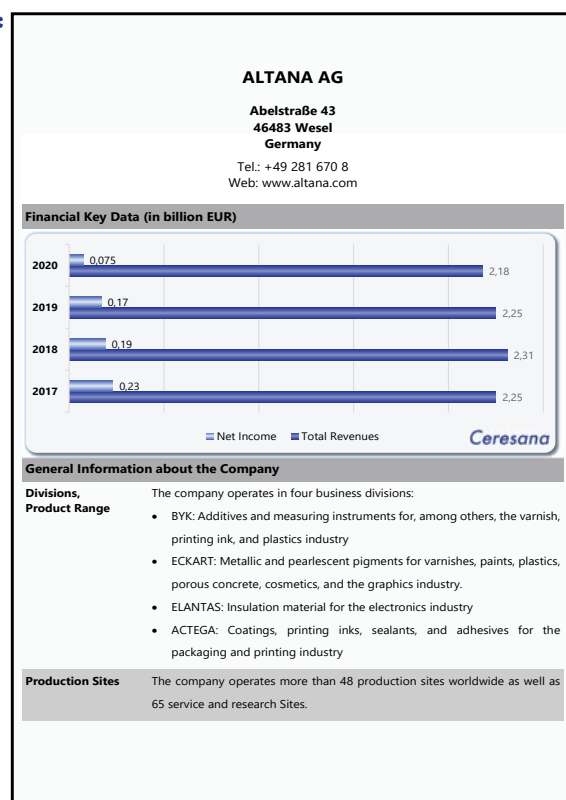 ALTANA AG
Abelstraße 43
46483 Wesel
Germany
Tel.: +49 281 670 8
Web: www.altana.com
Financial Key Data (in billion EUR)
2020
0,075
2,18
2019
0,17
2,25
2018
0,19
2,31
2017
0,23
2,25
Net Income Total Revenues
Ceresana
General Information about the Company
Divisions,
Product Range
The company operates in four business divisions:
• BYK: Additives and measuring instruments for, among others, the varnish,
printing ink, and plastics industry
• ECKART: Metallic and pearlescent pigments for varnishes, paints, plastics,
porous concrete, cosmetics, and the graphics industry.
• ELANTAS: Insulation material for the electronics industry
• ACTEGA: Coatings, printing inks, sealants, and adhesives for the
packaging and printing industry
Production Sites
The company operates more than 48 production sites worldwide as well as
65 service and research Sites.